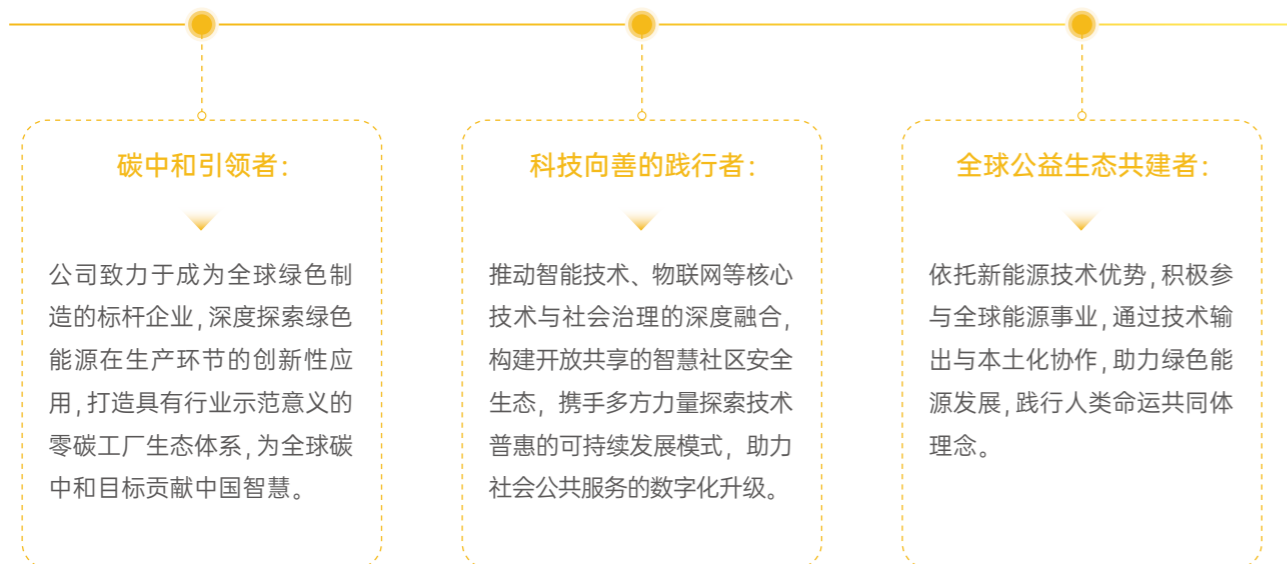 碳中和引领者：
公司致力于成为全球绿色制
造的标杆企业，深度探索绿色
能源在生产环节的创新性应
用，打造具有行业示范意义的
零碳工厂生态体系，为全球碳
中和目标贡献中国智慧。
科技向善的践行者：
推动智能技术、物联网等核心
技术与社会治理的深度融合，
构建开放共享的智慧社区安全
生态，携手多方力量探索技术
普惠的可持续发展模式，助力
社会公共服务的数字化升级。
全球公益生态共建者：
依托新能源技术优势，积极参
与全球能源事业，通过技术输
出与本土化协作，助力绿色能
源发展，践行人类命运共同体
理念。